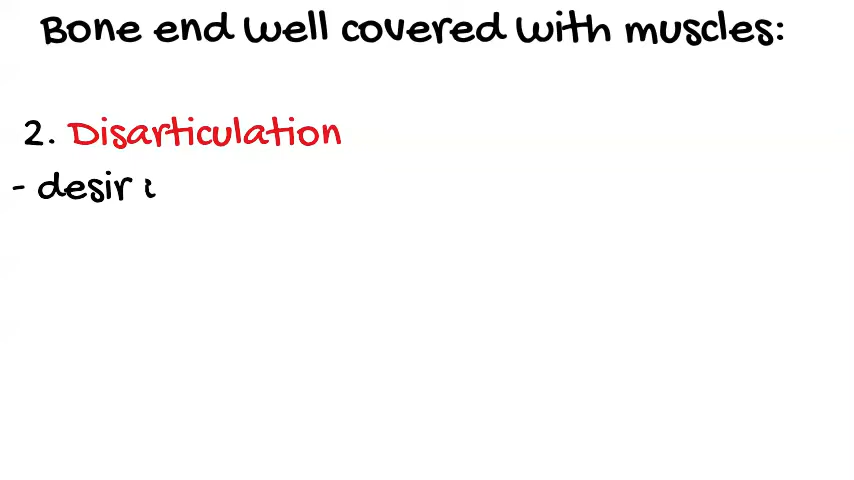 Bone end well covered with muscles:
2. Disarticulation
- desir